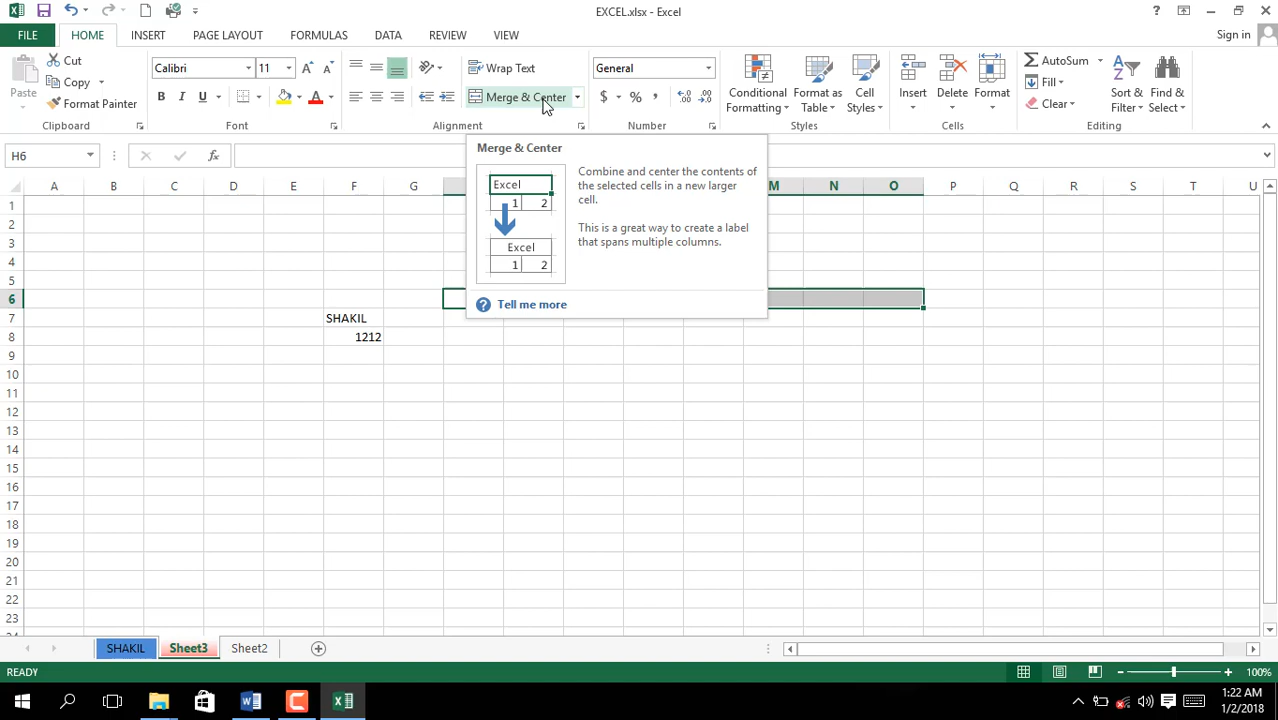 EXCEL.xlsx - Excel
?
FILE HOME INSERT PAGE LAYOUT FORMULAS DATA REVIEW VIEW Sign in
Paste
Cut
Copy
Format Painter
Clipboard
Calibri 11
B I U A
Font
Wrap Text
Merge & Center
Alignment
General
$ % ,
Number
Conditional Formatting
Format as Table
Cell Styles
Styles
Insert Delete Format
Cells
AutoSum
Fill
Clear
Sort & Filter
Find & Select
Editing
H6 fx
A B C D E F G M N O P Q R S T U
Merge & Center
Excel
1 2
Excel
1 2
Combine and center the contents of
the selected cells in a new larger
cell.
This is a great way to create a label
that spans multiple columns.
? Tell me more
1
2
3
4
5
6
7 SHAKIL
8 1212
9
10
11
12
13
14
15
16
17
18
19
20
21
22
23
SHAKIL Sheet3 Sheet2
READY 100%
1:22 AM
1/2/2018